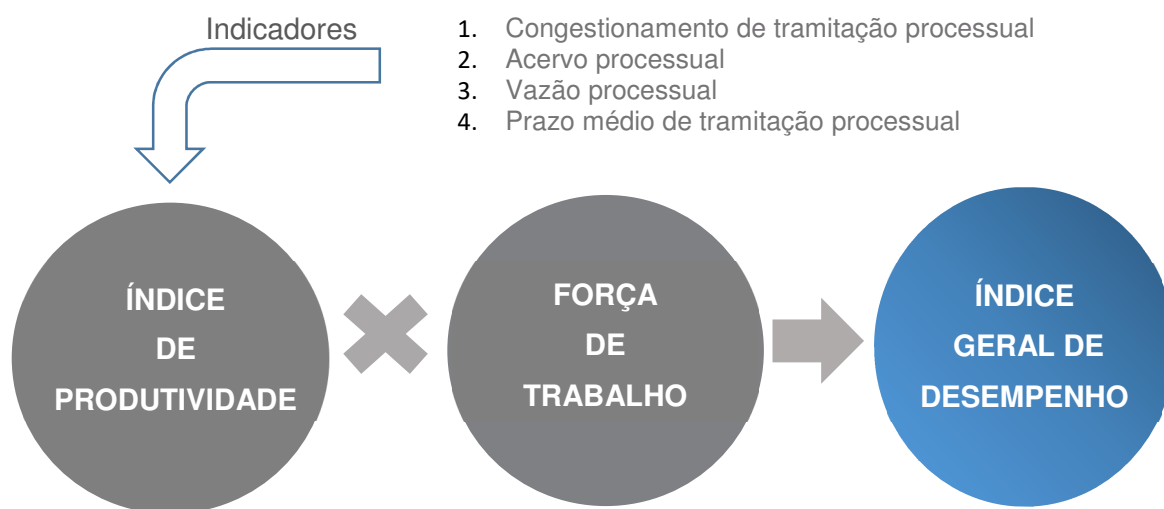 Indicadores
1. Congestionamento de tramitação processual
2. Acervo processual
3. Vazão processual
4. Prazo médio de tramitação processual
ÍNDICE
DE
PRODUTIVIDADE
FORÇA
DE
TRABALHO
ÍNDICE
GERAL DE
DESEMPENHO